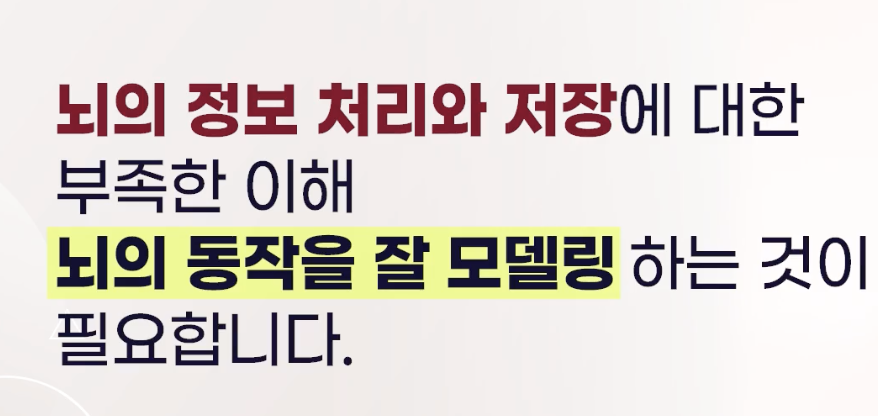 뇌의 정보 처리와 저장에 대한
부족한 이해
뇌의 동작을 잘 모델링 하는 것이
필요합니다.